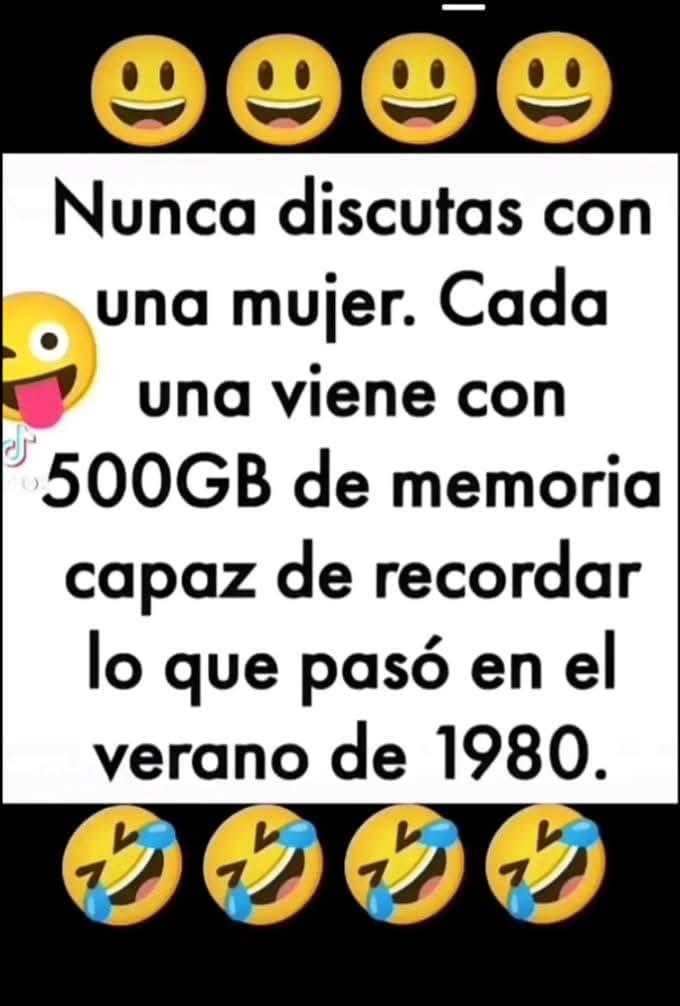 Nunca discutas con
una mujer. Cada
una viene con
500GB de memoria
capaz de recordar
lo que pasó en el
verano de 1980.